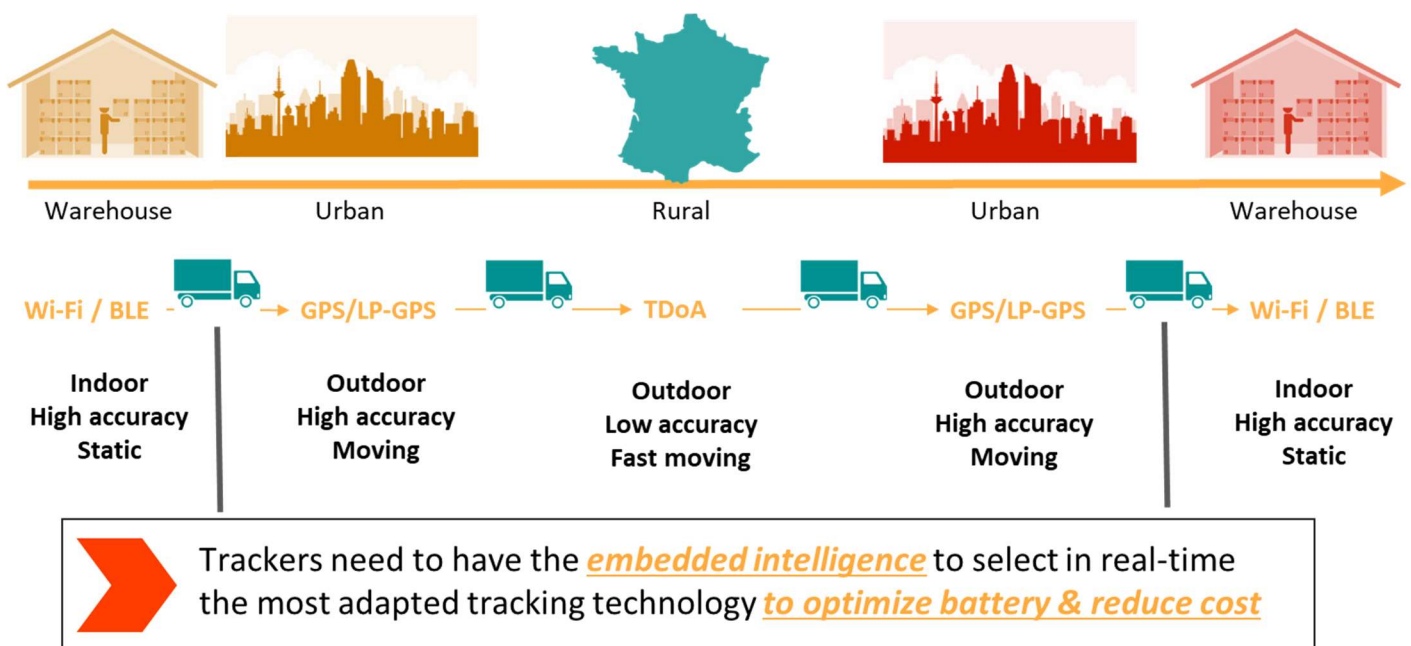 Warehouse
Urban
Rural
Urban
Warehouse
Wi-Fi / BLE
GPS/LP-GPS
TDoA
GPS/LP-GPS
Wi-Fi / BLE
Indoor
High accuracy
Static
Outdoor
High accuracy
Moving
Outdoor
Low accuracy
Fast moving
Outdoor
High accuracy
Moving
Indoor
High accuracy
Static
Trackers need to have the embedded intelligence to select in real-time
the most adapted tracking technology to optimize battery & reduce cost